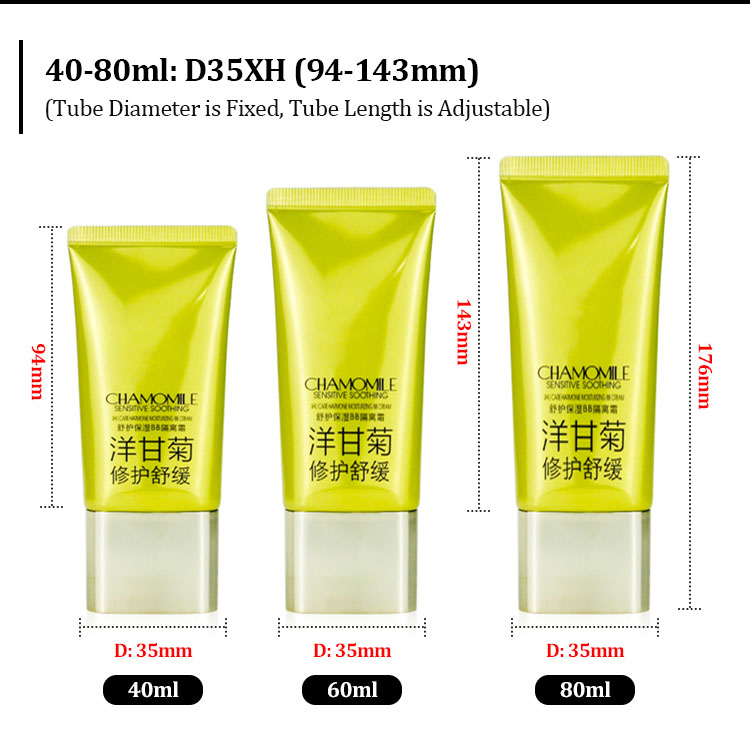 40-80ml: D35XH (94-143mm)
(Tube Diameter is Fixed, Tube Length is Adjustable)
94mm
CHAMOMILE
SENSITIVE SOOTHING
舒护保湿BB隔离霜
洋甘菊
修护舒缓
D: 35mm
40ml
CHAMOMILE
SENSITIVE SOOTHING
舒护保湿BB隔离霜
洋甘菊
修护舒缓
D: 35mm
60ml
143mm
CHAMOMILE
SENSITIVE SOOTHING
舒护保湿BB隔离霜
洋甘菊
修护舒缓
176mm
D: 35mm
80ml